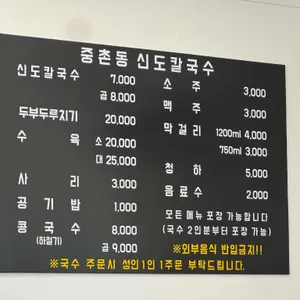 중촌동 신도칼국수
신도칼국수 7,000
곱 8,000
두부두루치기 20,000
수 육 소 20,000
대 25,000
사 리 3,000
공 기 밥 1,000
콩 국 수 8,000
(하절기)
곱 9,000
소 주 3,000
맥 주 3,000
막 걸 리 1200ml 4,000
750ml 3,000
청 하 5,000
음 료 수 2,000
모든 메뉴 포장 가능합니다
(국수 2인분부터 포장 가능)
※외부음식 반입금지!!
※국수 주문시 성인1인 1주문 부탁드립니다.